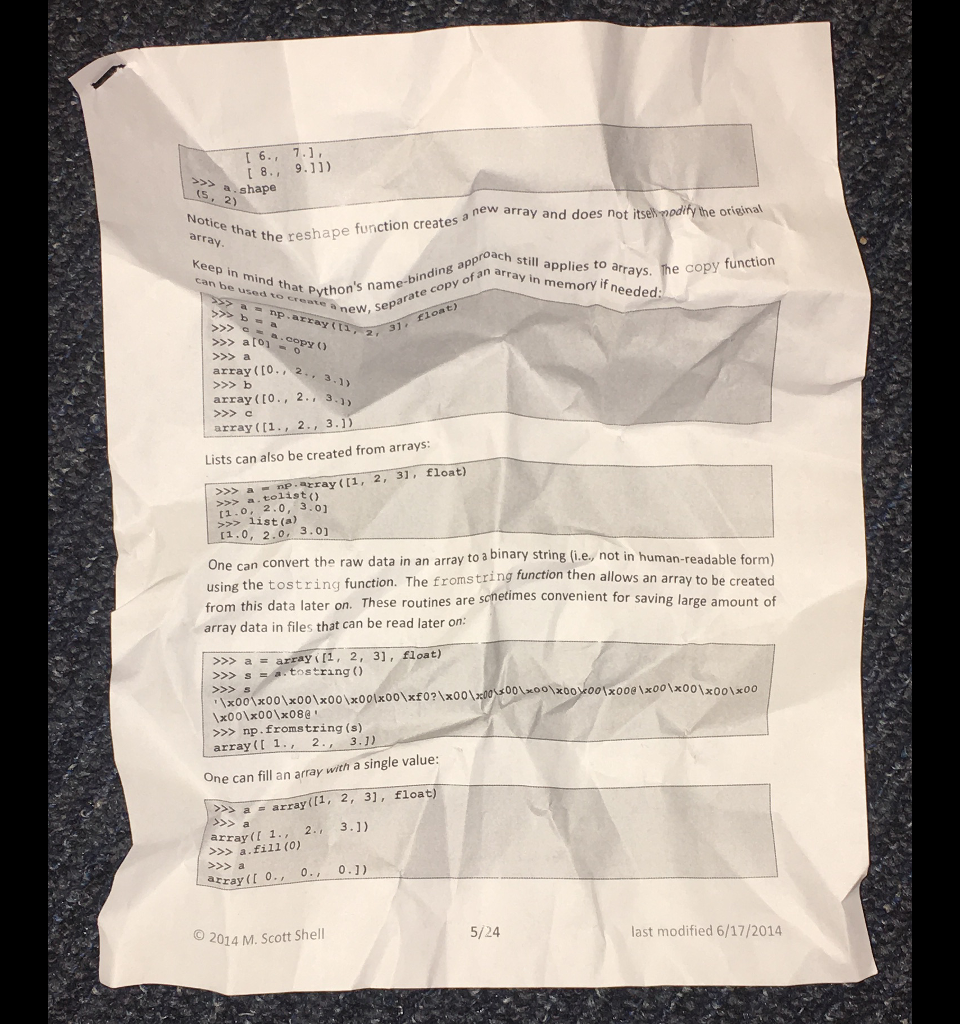 [ 6., 7.],
[ 8., 9.]])
>>> a.shape
(5, 2)
Notice that the reshape function creates a new array and does not itself modify the original
array.
Keep in mind that Python's name-binding approach still applies to arrays. The copy function
can be used to create a new, separate copy of an array in memory if needed:
>>> a = np.array([1, 2, 3], float)
>>> b = a
>>> c = a.copy()
>>> a[0] = 0
>>> a
array([0., 2., 3.])
>>> b
array([0., 2., 3.])
>>> c
array([1., 2., 3.])
Lists can also be created from arrays:
>>> a = np.array([1, 2, 3], float)
>>> a.tolist()
[1.0, 2.0, 3.0]
>>> list(a)
[1.0, 2.0, 3.0]
One can convert the raw data in an array to a binary string (i.e., not in human-readable form)
using the tostring function. The fromstring function then allows an array to be created
from this data later on. These routines are sometimes convenient for saving large amount of
array data in files that can be read later on:
>>> a = array([1, 2, 3], float)
>>> s = a.tostring()
>>> s
'\x00\x00\x00\x00\x00\x00\xf0?\x00\x00\x00\x00\x00\x00\x00@\x00\x00\x00\x00
\x00\x00\x08@'
>>> np.fromstring(s)
array([ 1., 2., 3.])
One can fill an array with a single value:
>>> a = array([1, 2, 3], float)
>>> a
array([ 1., 2., 3.])
>>> a.fill(0)
>>> a
array([ 0., 0., 0.])
© 2014 M. Scott Shell 5/24 last modified 6/17/2014